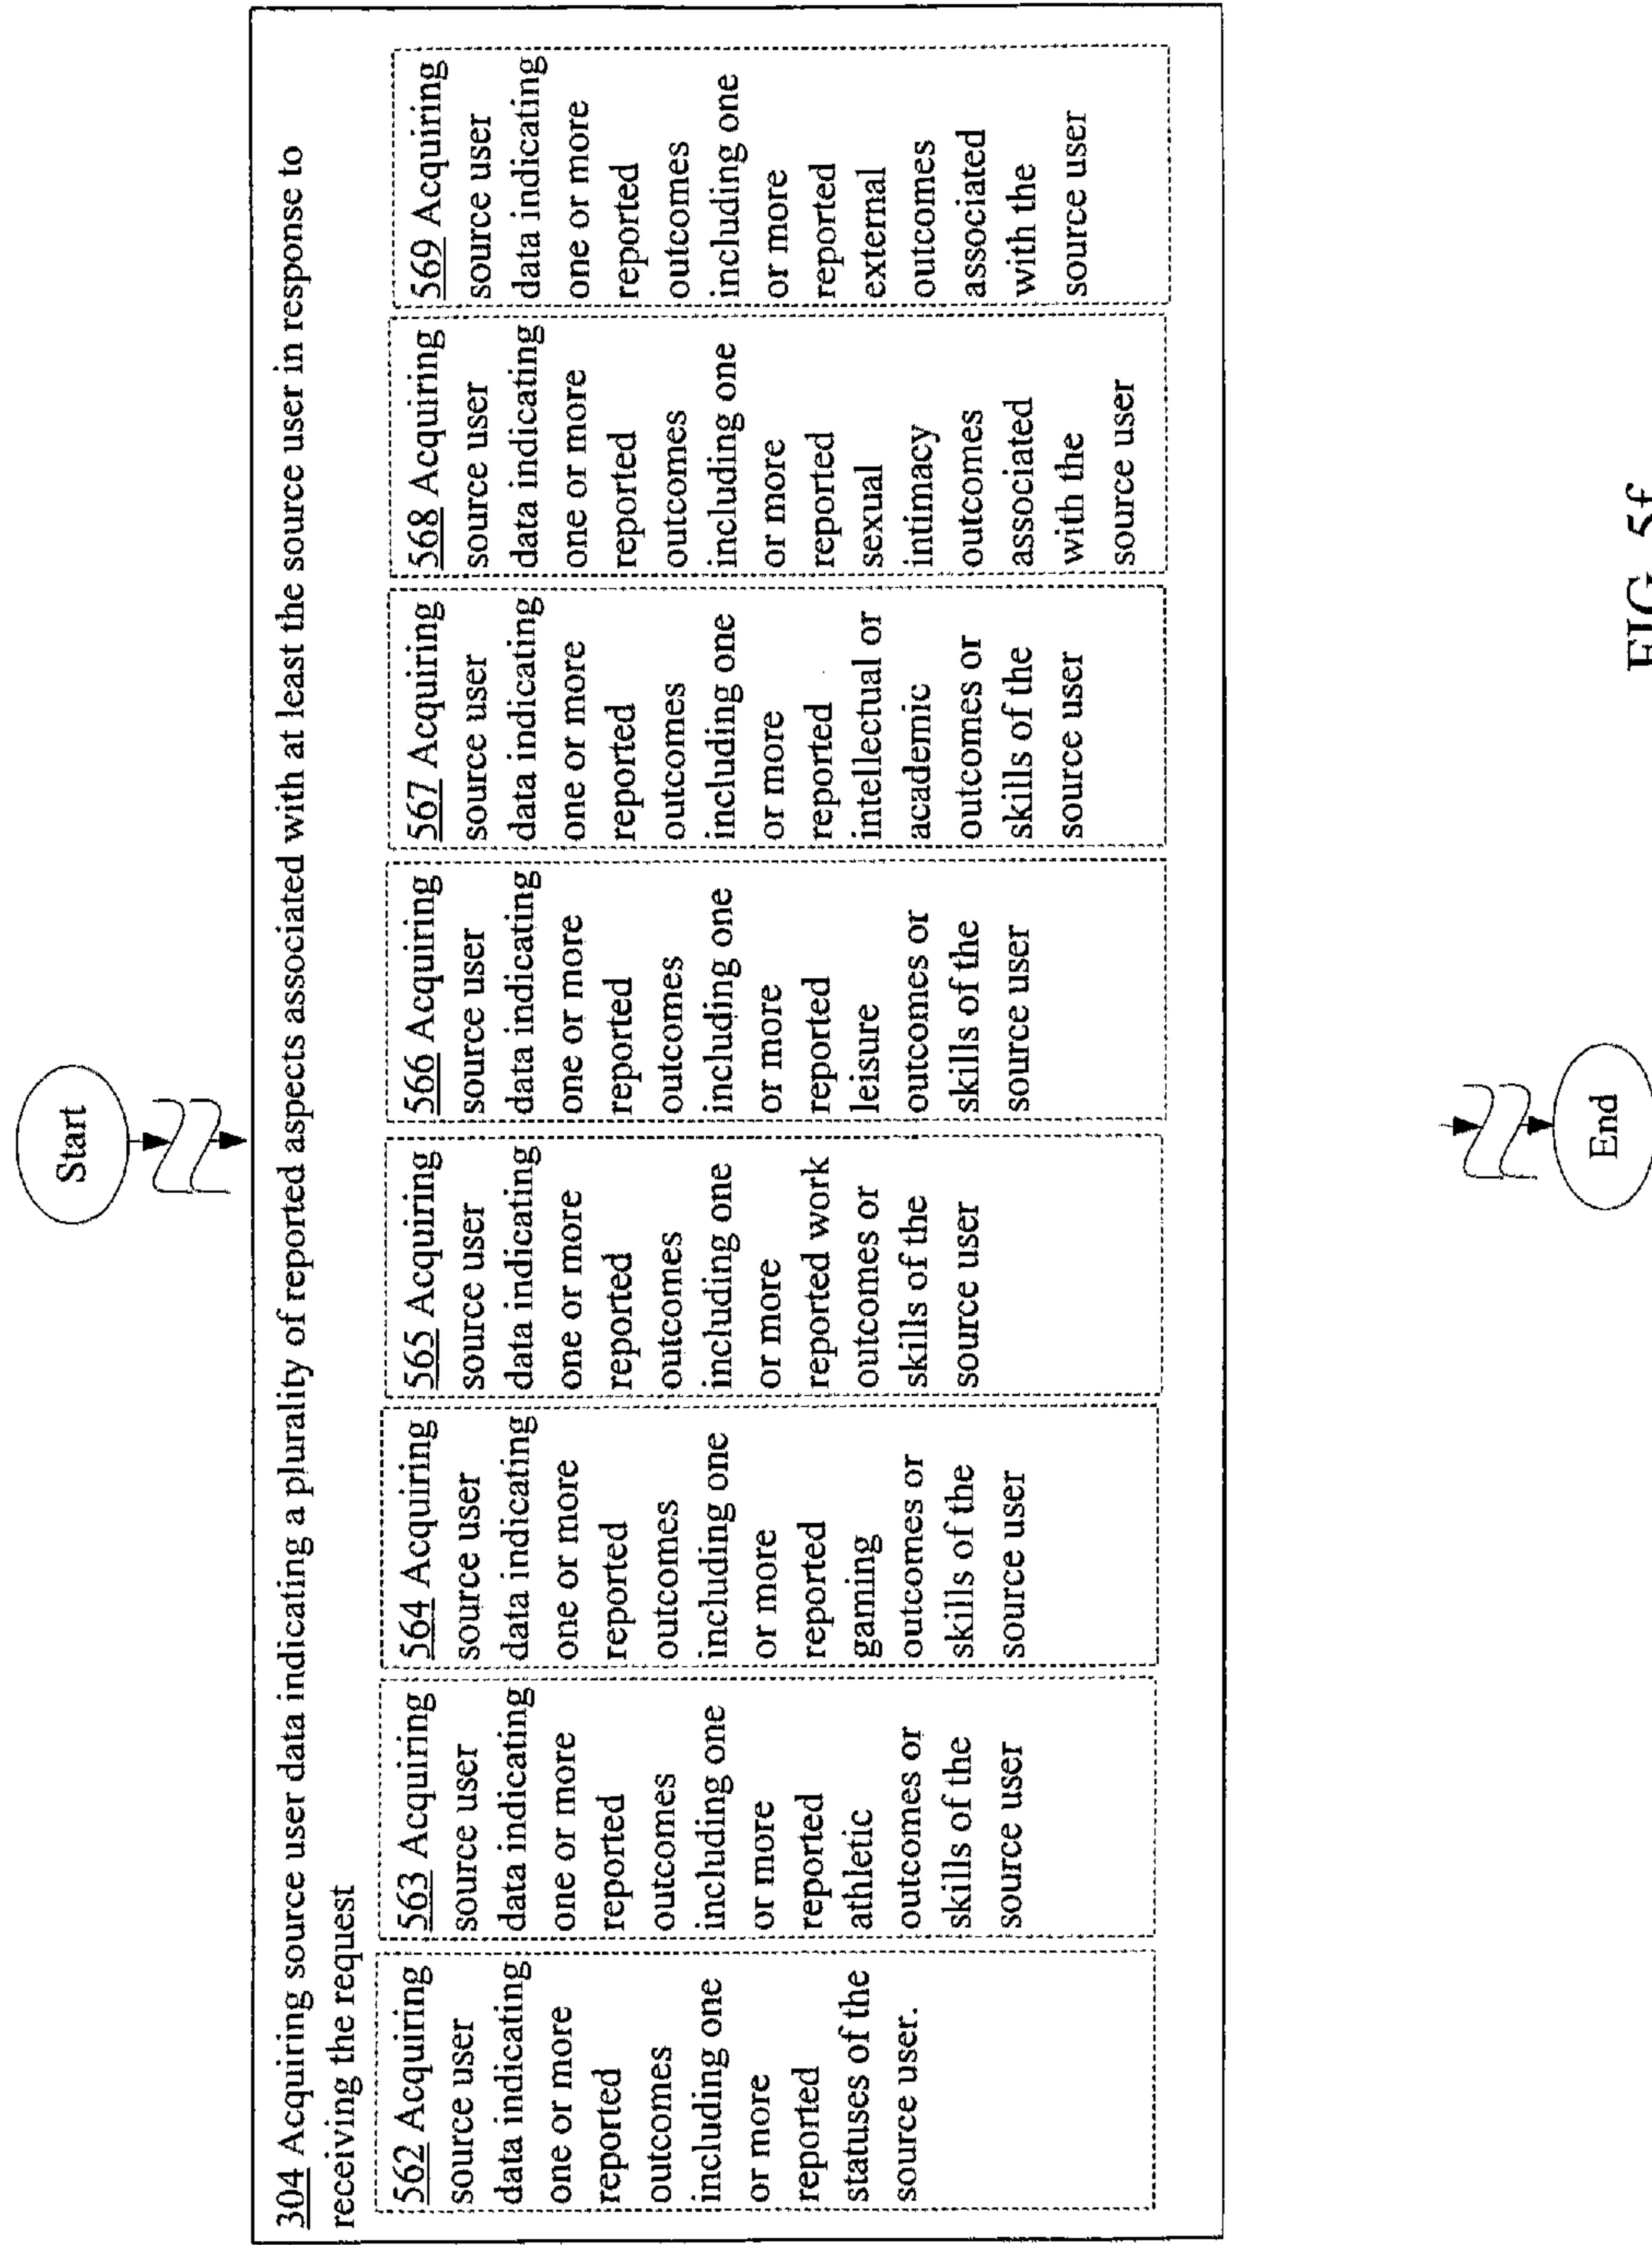 Start
304 Acquiring source user data indicating a plurality of reported aspects associated with at least the source user in response to
receiving the request
562 Acquiring
source user
data indicating
one or more
reported
outcomes
including one
or more
reported
statuses of the
source user.
563 Acquiring
source user
data indicating
one or more
reported
outcomes
including one
or more
reported
athletic
outcomes or
skills of the
source user
564 Acquiring
source user
data indicating
one or more
reported
outcomes
including one
or more
reported
gaming
outcomes or
skills of the
source user
565 Acquiring
source user
data indicating
one or more
reported
outcomes
including one
or more
reported work
outcomes or
skills of the
source user
566 Acquiring
source user
data indicating
one or more
reported
outcomes
including one
or more
reported
leisure
outcomes or
skills of the
source user
567 Acquiring
source user
data indicating
one or more
reported
outcomes
including one
or more
reported
intellectual or
academic
outcomes or
skills of the
source user
568 Acquiring
source user
data indicating
one or more
reported
outcomes
including one
or more
reported
sexual
intimacy
outcomes
associated
with the
source user
569 Acquiring
source user
data indicating
one or more
reported
outcomes
including one
or more
reported
external
outcomes
associated
with the
source user
End
FIG. 5f